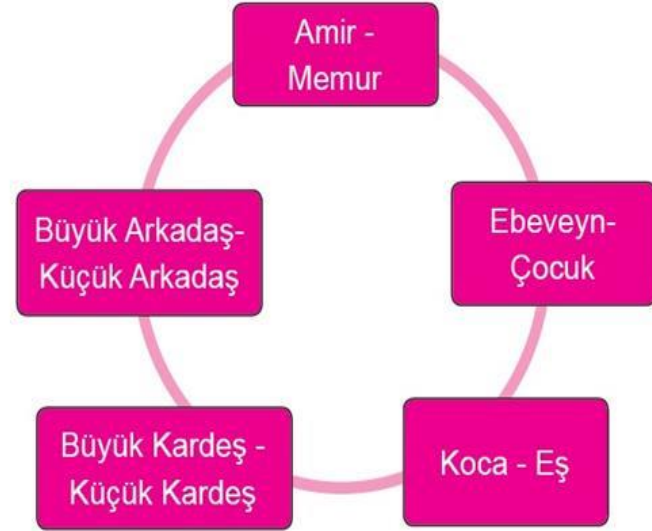 Amir -
Memur
Ebeveyn-
Çocuk
Koca - Eş
Büyük Kardeş -
Küçük Kardeş
Büyük Arkadaş-
Küçük Arkadaş